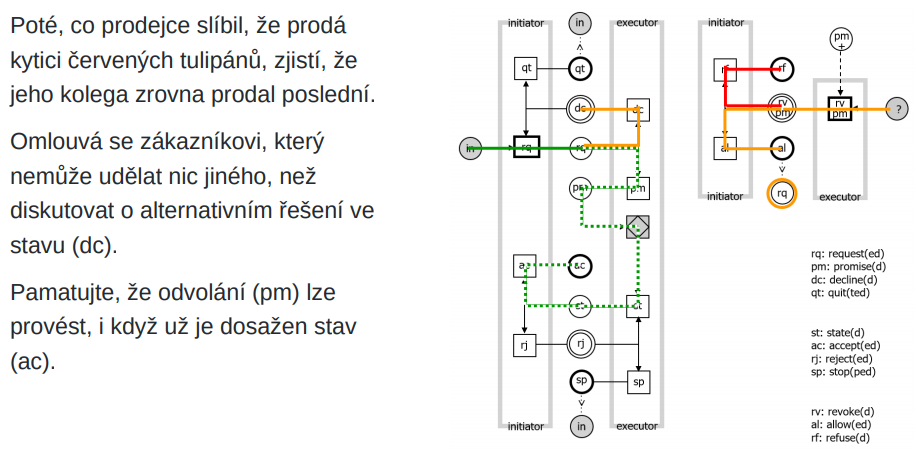 Poté, co prodejce slíbil, že prodá
kytici červených tulipánů, zjistí, že
jeho kolega zrovna prodal poslední.
Omlouvá se zákazníkovi, který
nemůže udělat nic jiného, než
diskutovat o alternativním řešení ve
stavu (dc).
Pamatujte, že odvolání (pm) lze
provést, i když už je dosažen stav
(ac).
initiator
in
executor
qt
qt
dc
dc
in
rq
rq
pm
pm
ac
ac
st
st
rj
rj
sp
sp
initiator
in
executor
initiator
pm
+
rf
rf
rv
pm
rv
pm
?
al
al
rq
initiator
executor
rq: request(ed)
pm: promise(d)
dc: decline(d)
qt: quit(ted)
st: state(d)
ac: accept(ed)
rj: reject(ed)
sp: stop(ped)
rv: revoke(d)
al: allow(ed)
rf: refuse(d)